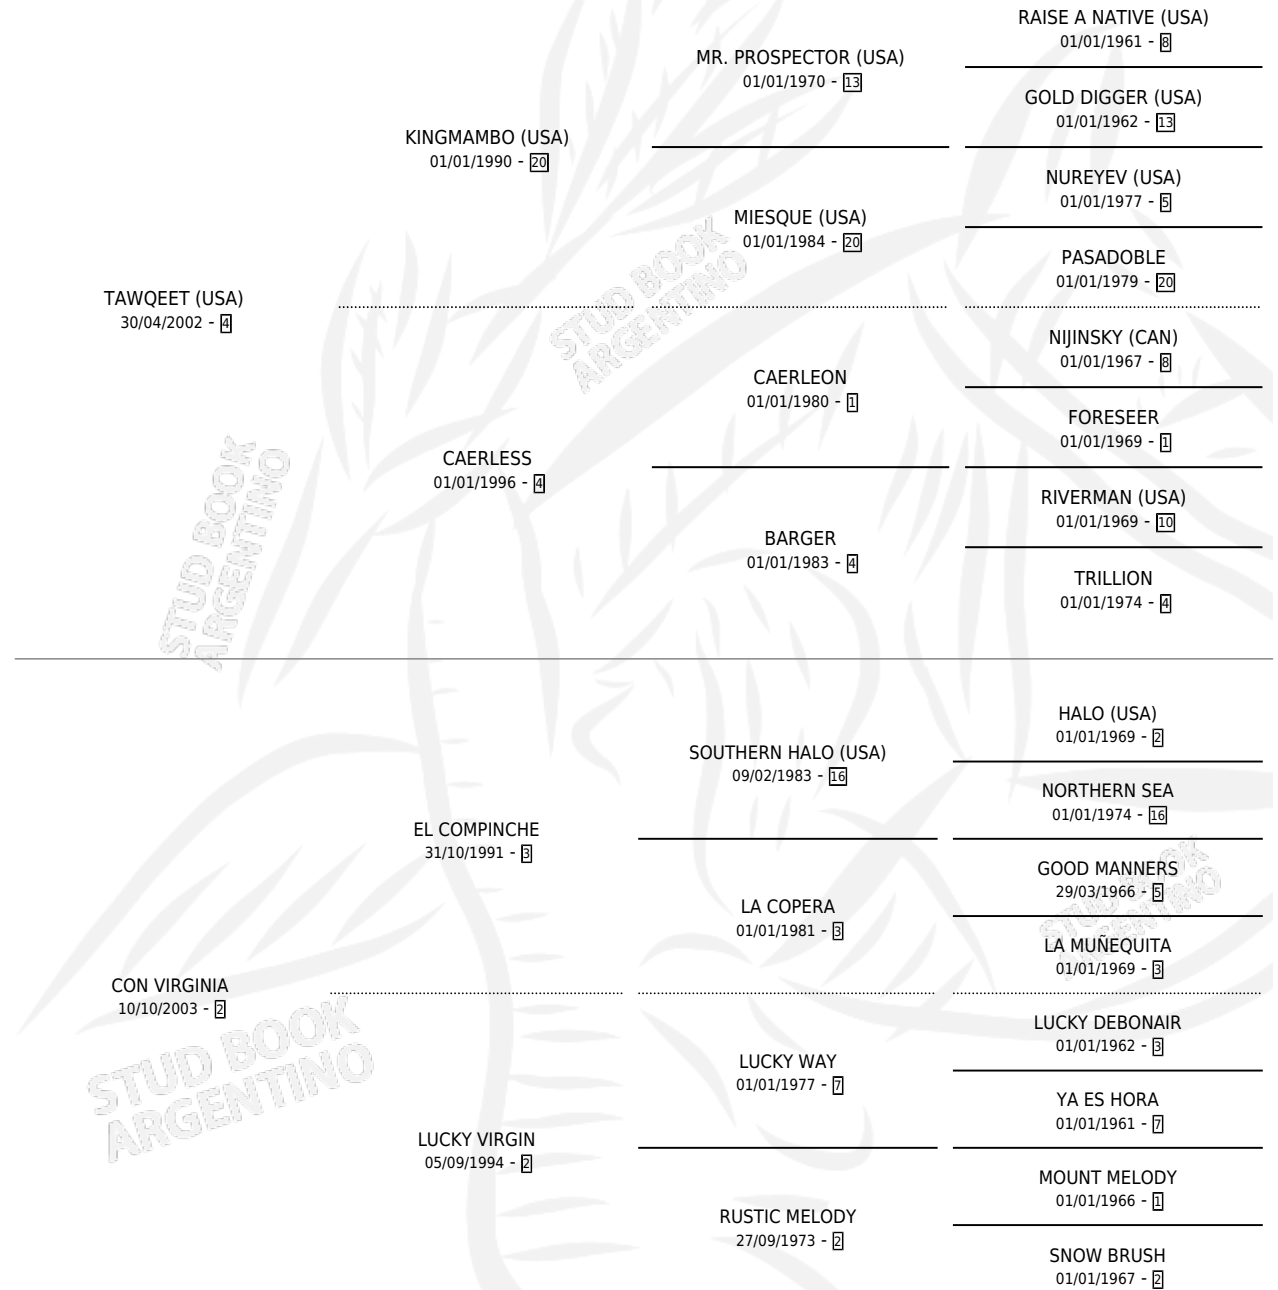 RAISE A NATIVE (USA)
01/01/1961 - 8
MR. PROSPECTOR (USA)
01/01/1970 - 13
GOLD DIGGER (USA)
01/01/1962 - 13
KINGMAMBO (USA)
01/01/1990 - 20
NUREYEV (USA)
01/01/1977 - 5
MIESQUE (USA)
01/01/1984 - 20
PASADOBLE
01/01/1979 - 20
TAWQEET (USA)
30/04/2002 - 4
NIJINSKY (CAN)
01/01/1967 - 8
CAERLEON
01/01/1980 - 1
FORESEER
01/01/1969 - 1
CAERLESS
01/01/1996 - 4
RIVERMAN (USA)
01/01/1969 - 10
BARGER
01/01/1983 - 4
TRILLION
01/01/1974 - 4
HALO (USA)
01/01/1969 - 2
SOUTHERN HALO (USA)
09/02/1983 - 16
NORTHERN SEA
01/01/1974 - 16
EL COMPINCHE
31/10/1991 - 3
GOOD MANNERS
29/03/1966 - 5
LA COPERA
01/01/1981 - 3
LA MUÑEQUITA
01/01/1969 - 3
CON VIRGINIA
10/10/2003 - 2
LUCKY DEBONAIR
01/01/1962 - 3
LUCKY WAY
01/01/1977 - 7
YA ES HORA
01/01/1961 - 7
LUCKY VIRGIN
05/09/1994 - 2
MOUNT MELODY
01/01/1966 - 1
RUSTIC MELODY
27/09/1973 - 2
SNOW BRUSH
01/01/1967 - 2
STUD BOOK
ARGENTINO
STUD BOOK
ARGENTINO
STUD BOOK
ARGENTINO
STUD BOOK
ARGENTINO